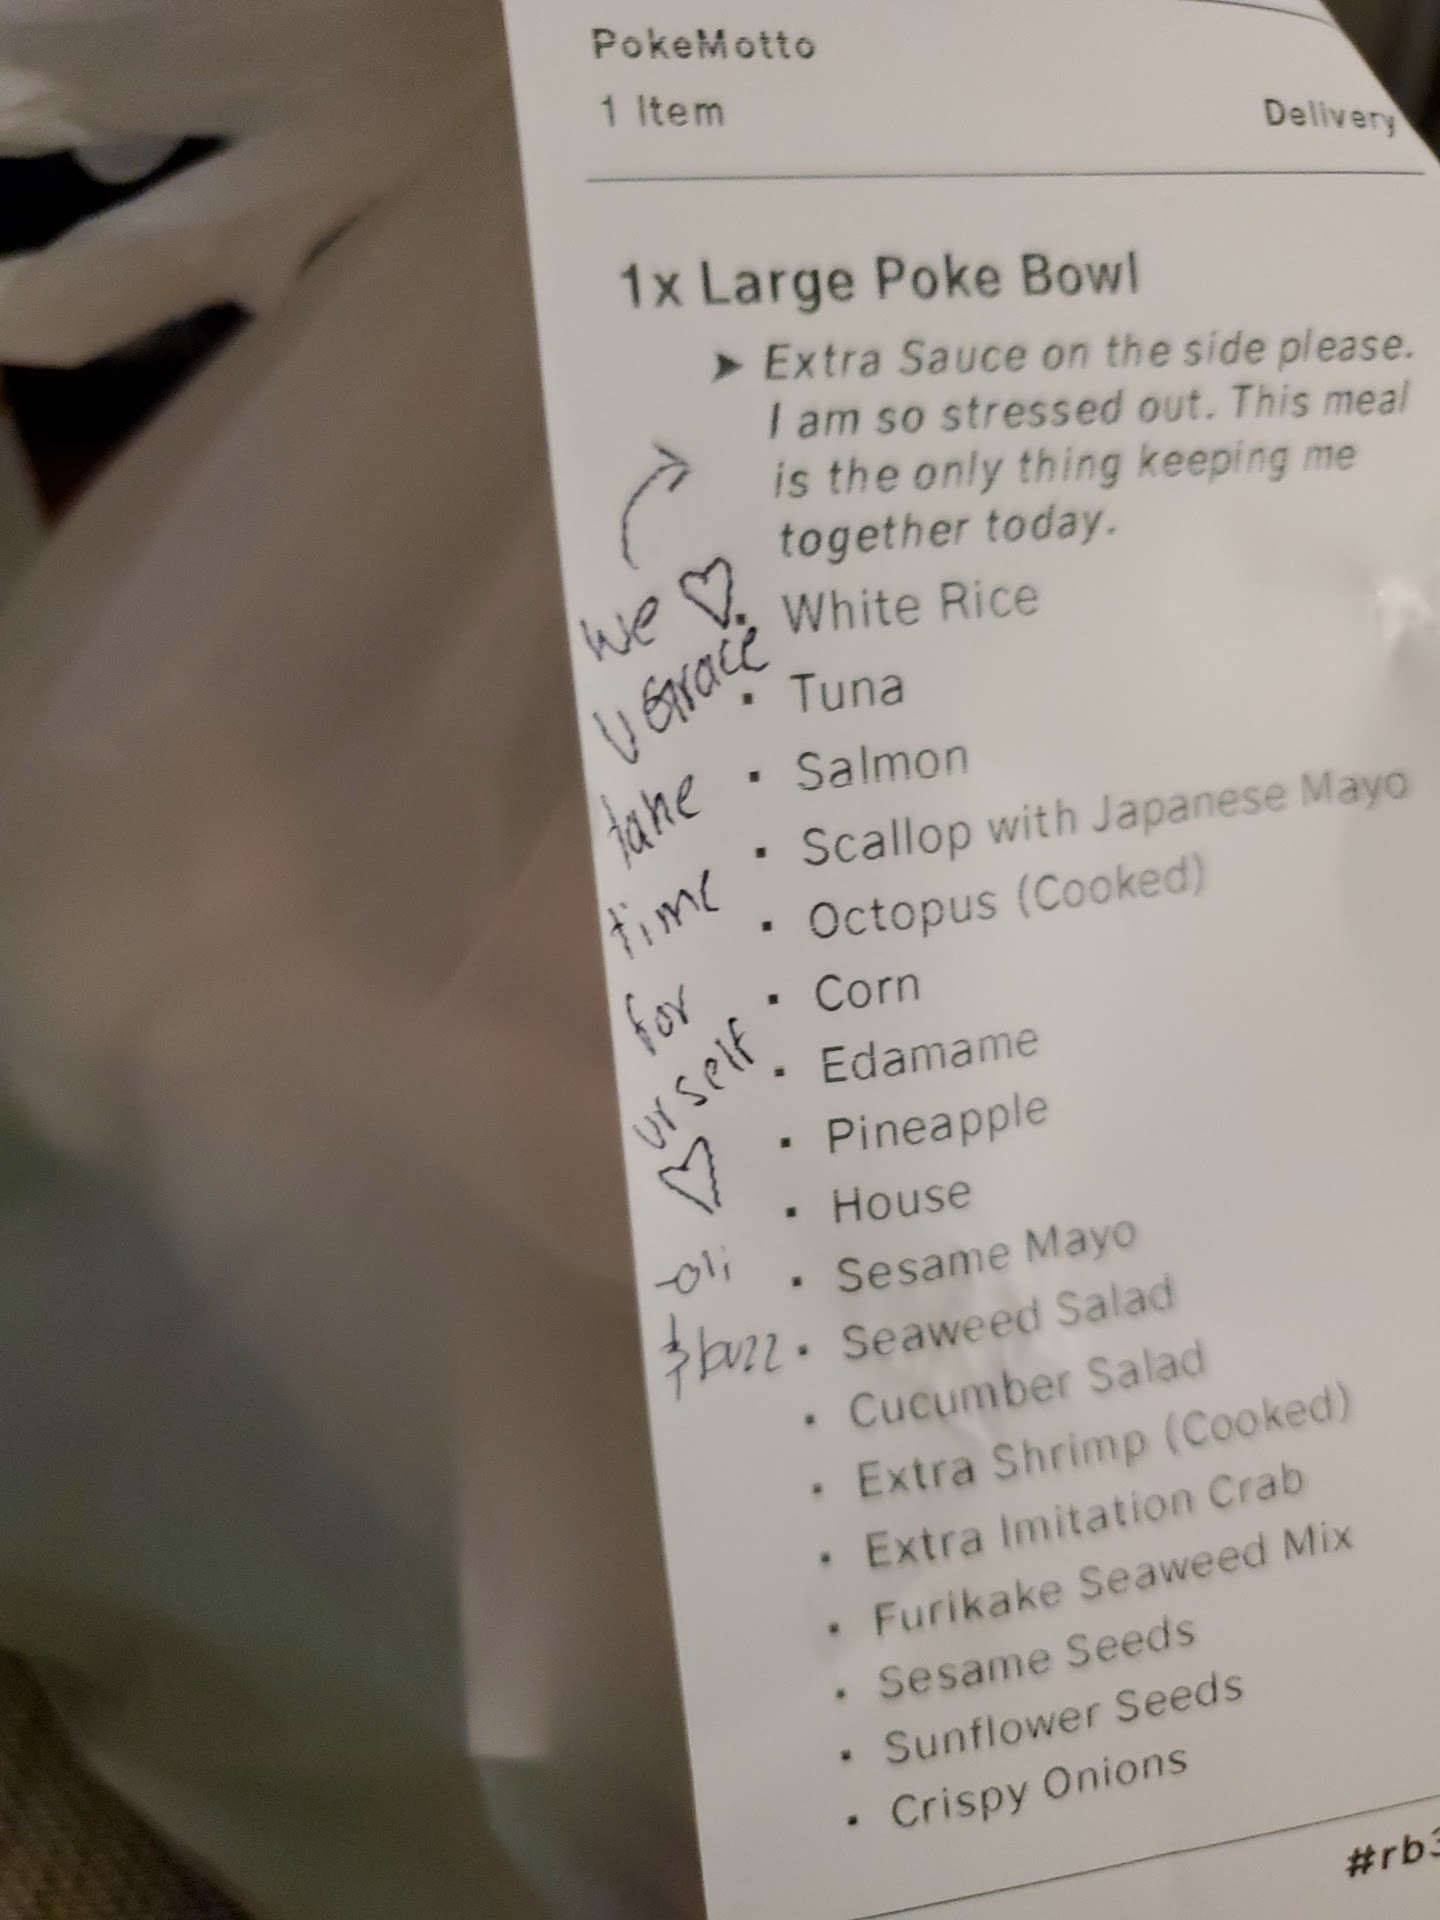 PokeMotto
1 Item
Delivery
1x Large Poke Bowl
➤ Extra Sauce on the side please.
I am so stressed out. This meal
is the only thing keeping me
together today.
▪ White Rice
▪ Tuna
▪ Salmon
▪ Scallop with Japanese Mayo
▪ Octopus (Cooked)
▪ Corn
▪ Edamame
▪ Pineapple
▪ House
▪ Sesame Mayo
▪ Seaweed Salad
▪ Cucumber Salad
▪ Extra Shrimp (Cooked)
▪ Extra Imitation Crab
▪ Furikake Seaweed Mix
▪ Sesame Seeds
▪ Sunflower Seeds
▪ Crispy Onions
we ♡
u Grace
take
time
for
urself
♡
-oli
& buzz
#rb3